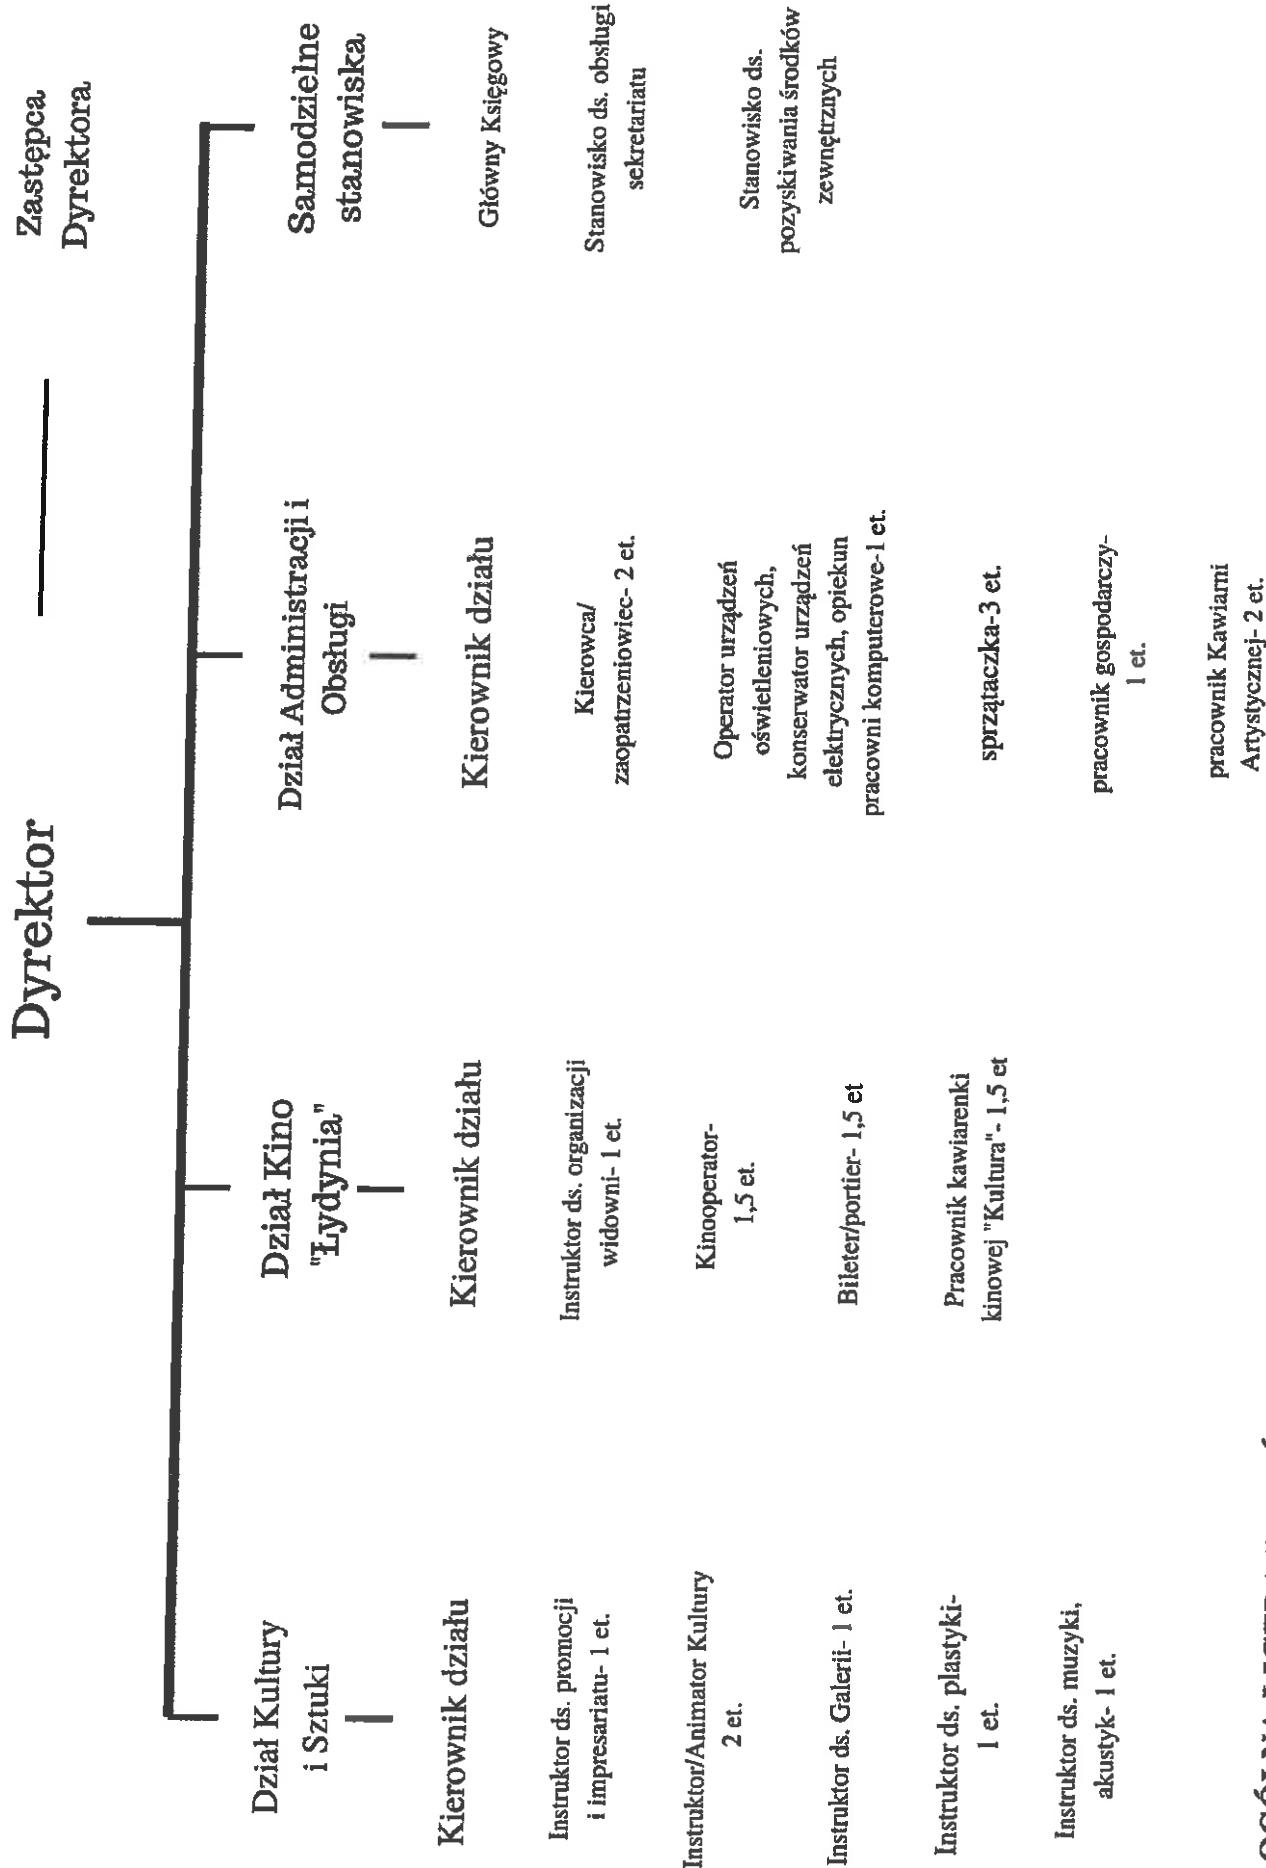 Dyrektor
Zastępca
Dyrektora
Dział Kultury
i Sztuki
Kierownik działu
Instruktor ds. promocji
i impresariatu- 1 et.
Instruktor/Animator Kultury
2 et.
Instruktor ds. Galerii- 1 et.
Instruktor ds. plastyki-
1 et.
Instruktor ds. muzyki,
akustyk- 1 et.
Dział Kino
"Łydynia"
Kierownik działu
Instruktor ds. organizacji
widowni- 1 et.
Kinooperator-
1,5 et.
Bileter/portier- 1,5 et
Pracownik kawiarenki
kinowej "Kultura"- 1,5 et
Dział Administracji i
Obsługi
Kierownik działu
Kierowca/
zaopatrzeniowiec- 2 et.
Operator urządzeń
oświetleniowych,
konserwator urządzeń
elektrycznych, opiekun
pracowni komputerowe-1 et.
sprzątaczka-3 et.
pracownik gospodarczy-
1 et.
pracownik Kawiarni
Artystycznej- 2 et.
Samodzielne
stanowiska
Główny Księgowy
Stanowisko ds. obsługi
sekretariatu
Stanowisko ds.
pozyskiwania środków
zewnętrznych